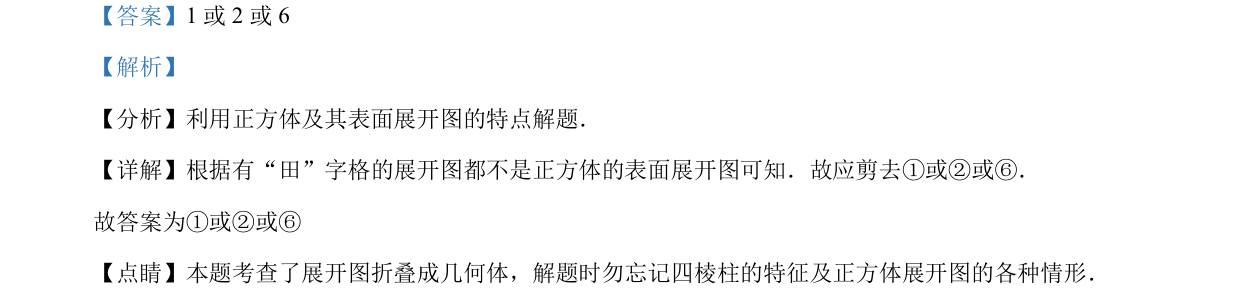 【答案】1 或 2 或 6
【解析】
【分析】利用正方体及其表面展开图的特点解题．
【详解】根据有“田”字格的展开图都不是正方体的表面展开图可知．故应剪去①或②或⑥．
故答案为①或②或⑥
【点睛】本题考查了展开图折叠成几何体，解题时勿忘记四棱柱的特征及正方体展开图的各种情形．